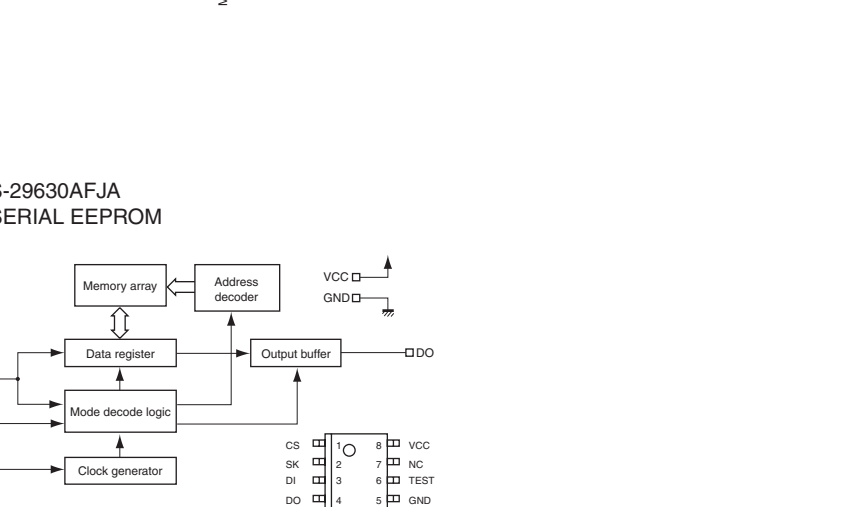 -29630AFJA
SERIAL EEPROM
Memory array
Address
decoder
VCC
GND
Data register
Output buffer
DO
Mode decode logic
Clock generator
CS 1 8 VCC
SK 2 7 NC
DI 3 6 TEST
DO 4 5 GND